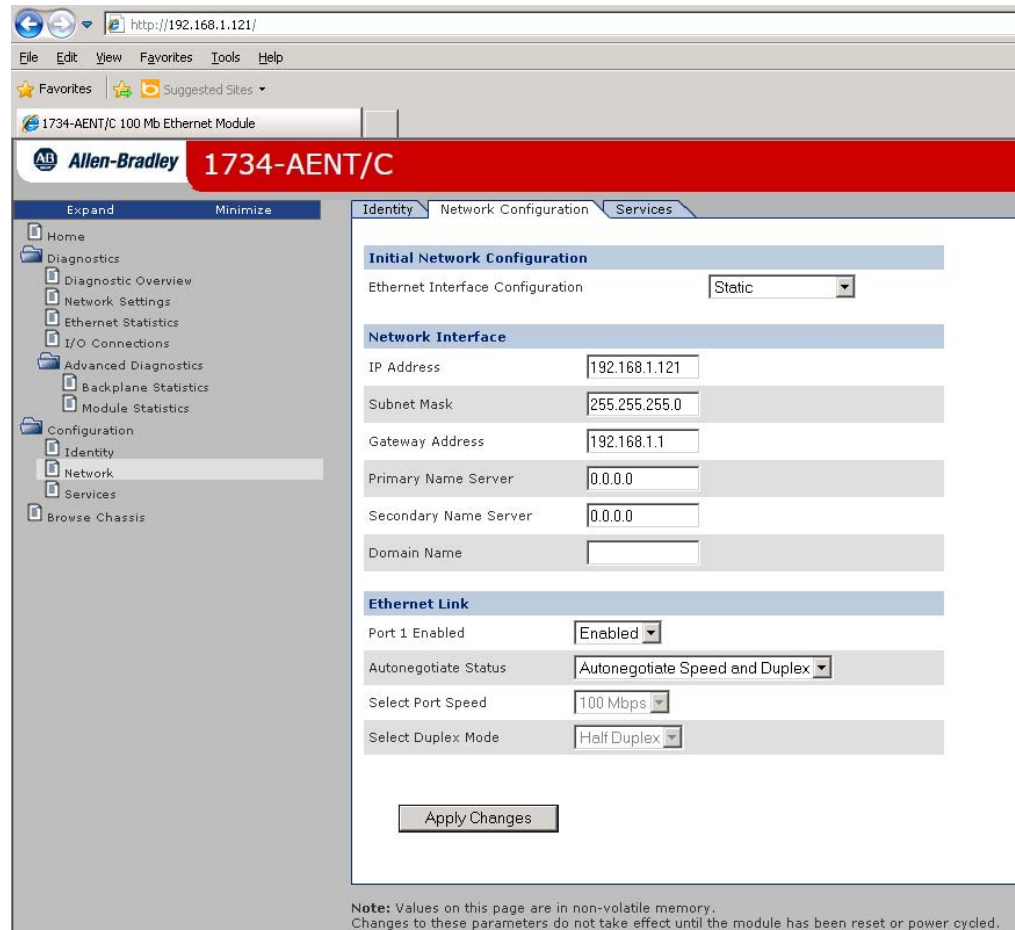 http://192.168.1.121/
File Edit View Favorites Tools Help
Favorites Suggested Sites
1734-AENT/C 100 Mb Ethernet Module
AB Allen-Bradley 1734-AENT/C
Expand Minimize
Home
Diagnostics
Diagnostic Overview
Network Settings
Ethernet Statistics
I/O Connections
Advanced Diagnostics
Backplane Statistics
Module Statistics
Configuration
Identity
Network
Services
Browse Chassis
Identity Network Configuration Services
Initial Network Configuration
Ethernet Interface Configuration Static
Network Interface
IP Address 192.168.1.121
Subnet Mask 255.255.255.0
Gateway Address 192.168.1.1
Primary Name Server 0.0.0.0
Secondary Name Server 0.0.0.0
Domain Name
Ethernet Link
Port 1 Enabled Enabled
Autonegotiate Status Autonegotiate Speed and Duplex
Select Port Speed 100 Mbps
Select Duplex Mode Half Duplex
Apply Changes
Note: Values on this page are in non-volatile memory.
Changes to these parameters do not take effect until the module has been reset or power cycled.